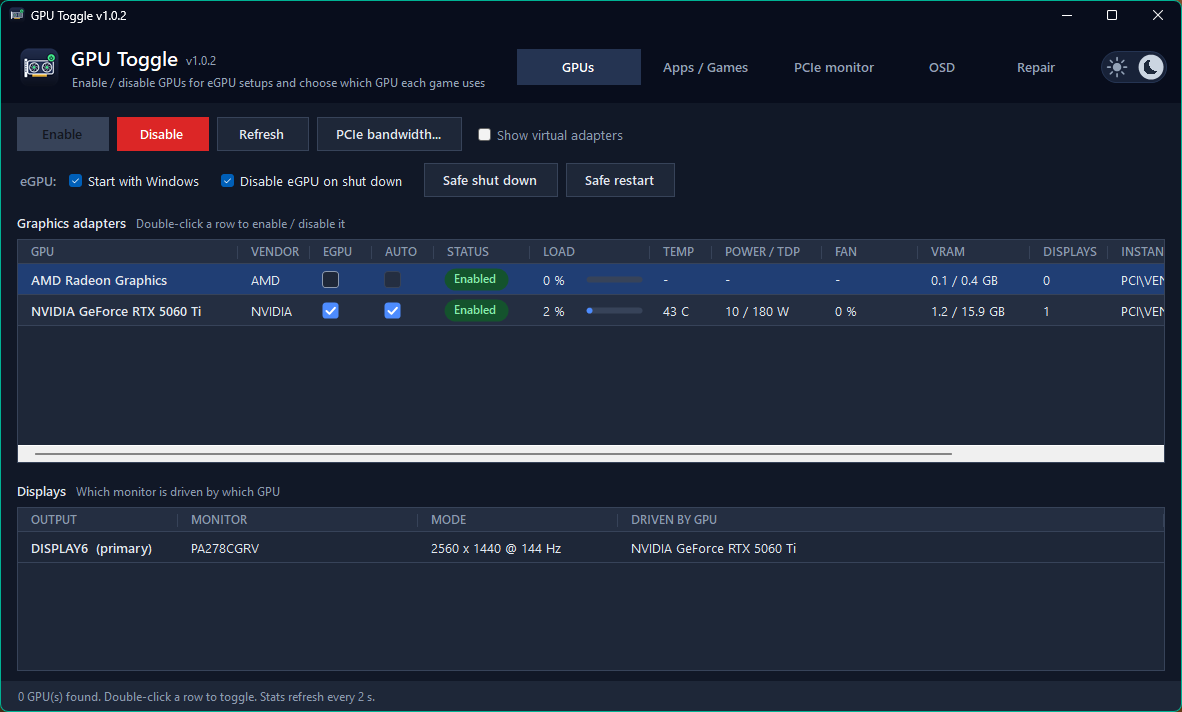 GPU Toggle v1.0.2
GPU Toggle v1.0.2
Enable / disable GPUs for eGPU setups and choose which GPU each game uses
GPUs Apps / Games PCIe monitor OSD Repair
Enable Disable Refresh PCIe bandwidth... Show virtual adapters
eGPU: Start with Windows Disable eGPU on shut down Safe shut down Safe restart
Graphics adapters Double-click a row to enable / disable it
GPU VENDOR EGPU AUTO STATUS LOAD TEMP POWER / TDP FAN VRAM DISPLAYS INSTAN
AMD Radeon Graphics AMD Enabled 0 % - - - 0.1 / 0.4 GB 0 PCI\VEN
NVIDIA GeForce RTX 5060 Ti NVIDIA Enabled 2 % 43 C 10 / 180 W 0 % 1.2 / 15.9 GB 1 PCI\VEN
Displays Which monitor is driven by which GPU
OUTPUT MONITOR MODE DRIVEN BY GPU
DISPLAY6 (primary) PA278CGRV 2560 x 1440 @ 144 Hz NVIDIA GeForce RTX 5060 Ti
0 GPU(s) found. Double-click a row to toggle. Stats refresh every 2 s.